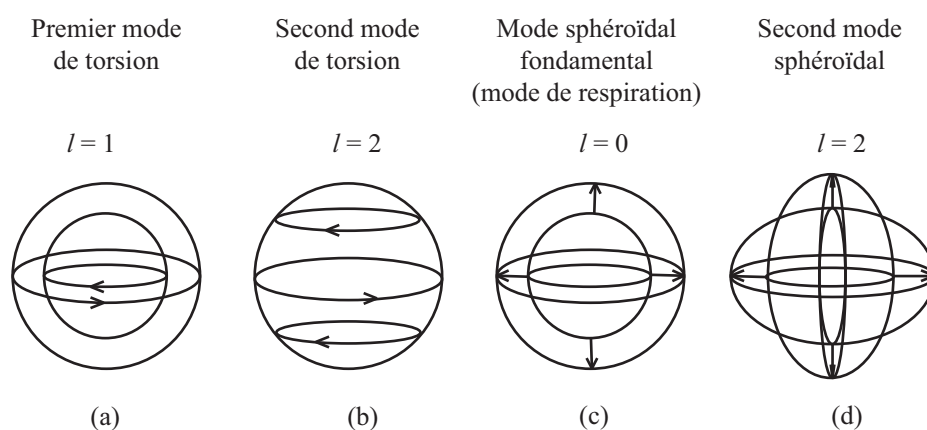 Premier mode
de torsion
Second mode
de torsion
Mode sphéroïdal
fondamental
(mode de respiration)
Second mode
sphéroïdal
l = 1
l = 2
l = 0
l = 2
(a)
(b)
(c)
(d)